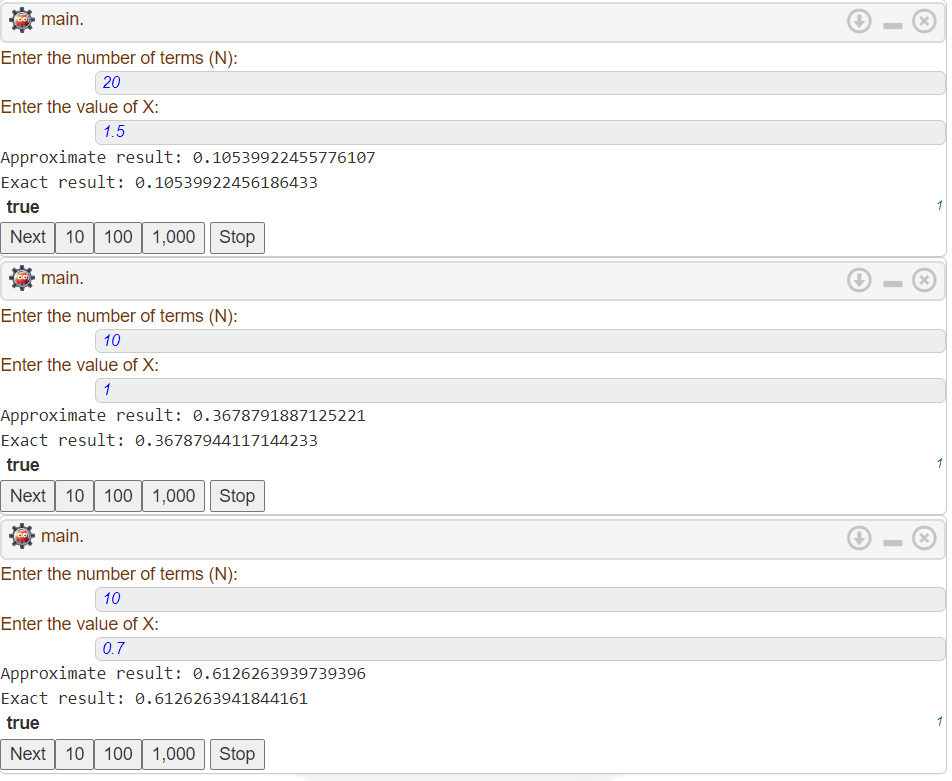 main.
Enter the number of terms (N):
20
Enter the value of X:
1.5
Approximate result: 0.10539922455776107
Exact result: 0.10539922456186433
true 1
Next 10 100 1,000 Stop
main.
Enter the number of terms (N):
10
Enter the value of X:
1
Approximate result: 0.3678791887125221
Exact result: 0.36787944117144233
true 1
Next 10 100 1,000 Stop
main.
Enter the number of terms (N):
10
Enter the value of X:
0.7
Approximate result: 0.6126263939739396
Exact result: 0.6126263941844161
true 1
Next 10 100 1,000 Stop